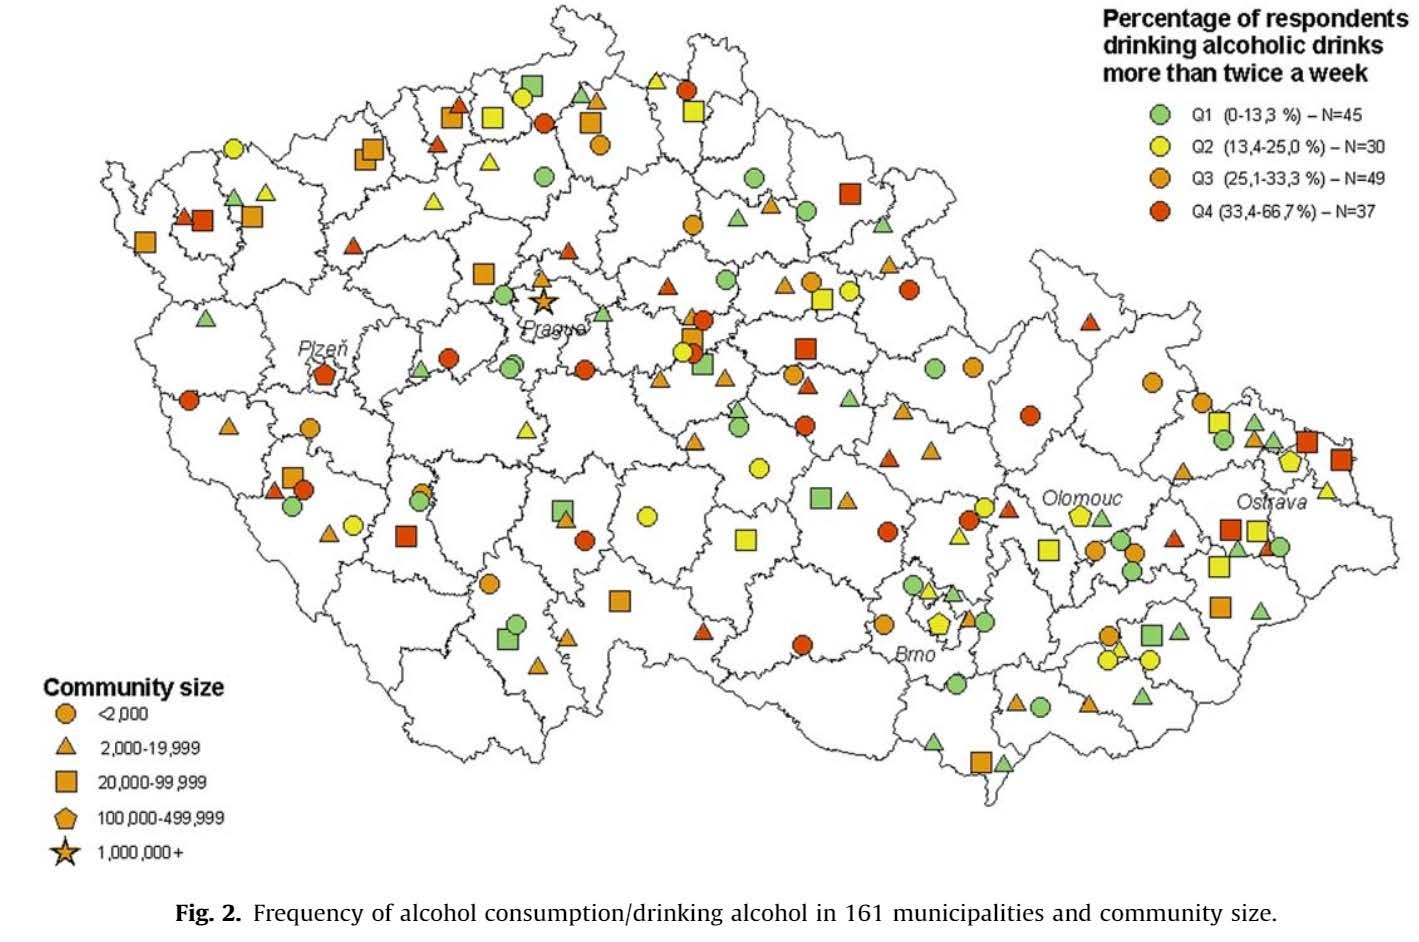 Percentage of respondents
drinking alcoholic drinks
more than twice a week
Q1 (0-13,3 %) – N=45
Q2 (13,4-25,0 %) – N=30
Q3 (25,1-33,3 %) – N=49
Q4 (33,4-66,7%) – N=37
Prague
Plzeň
Olomouc
Ostrava
Brno
Community size
<2,000
2,000-19,999
20,000-99,999
100,000-499,999
1,000,000+
Fig. 2. Frequency of alcohol consumption/drinking alcohol in 161 municipalities and community size.